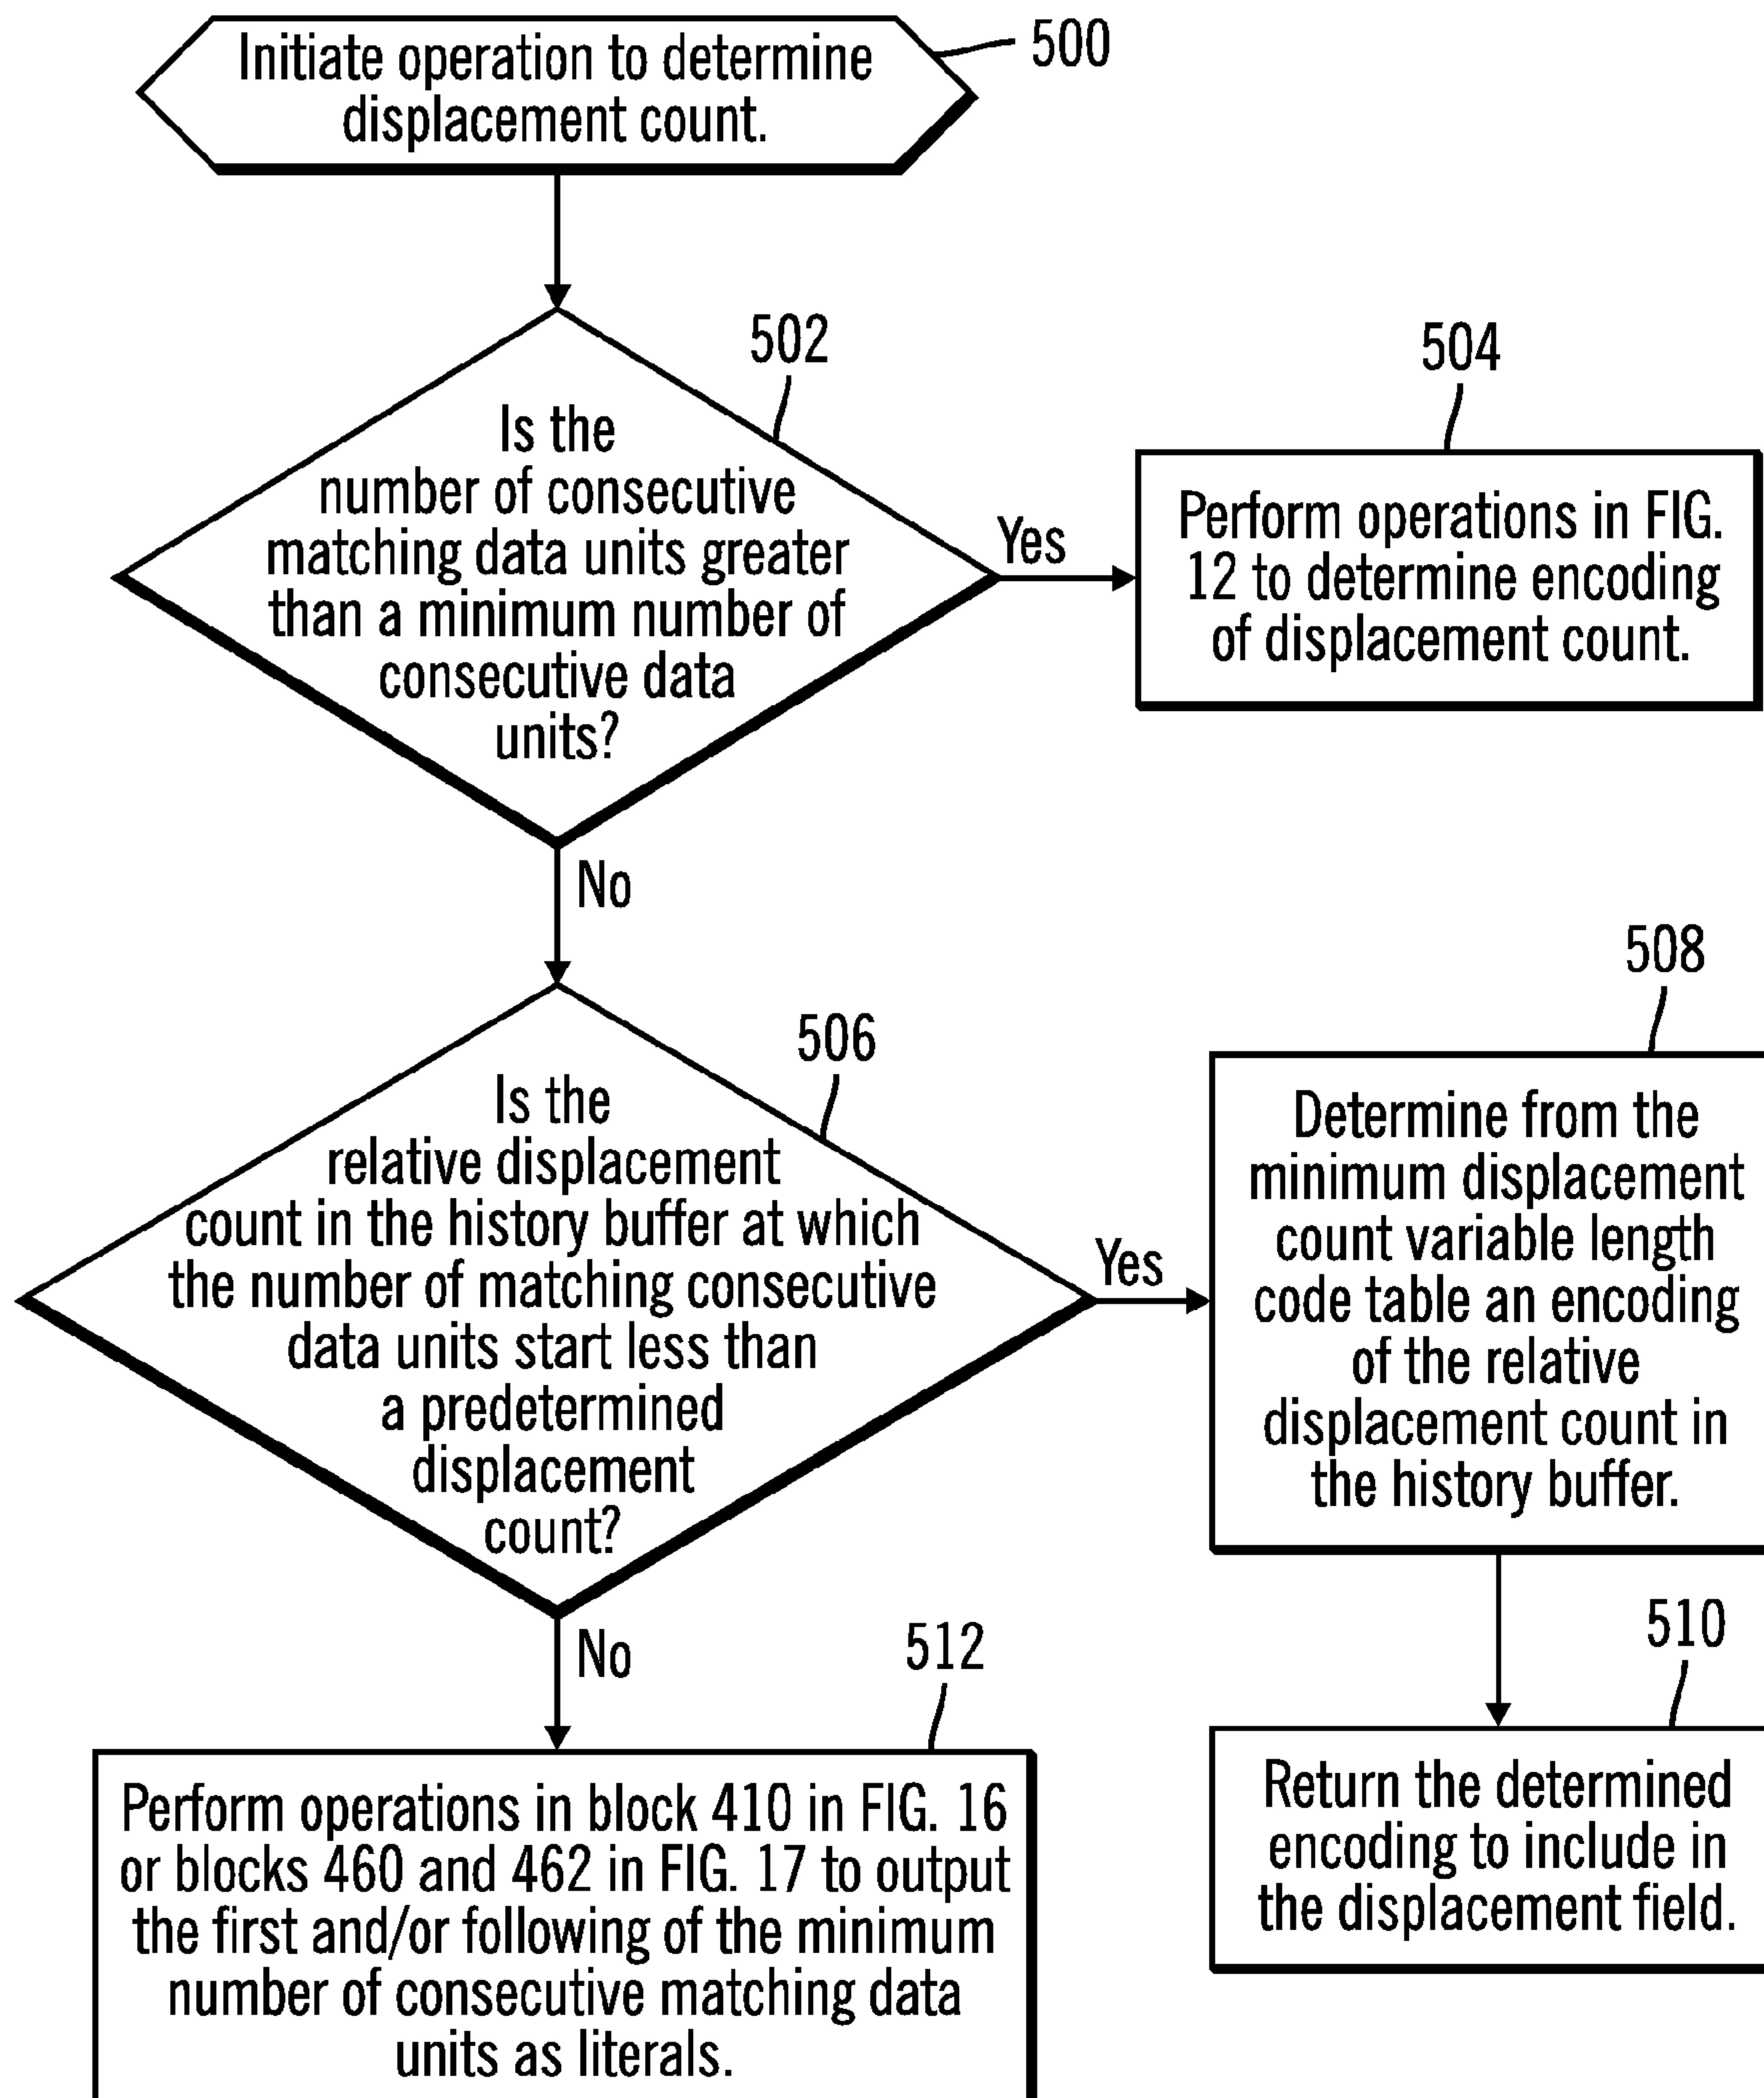 Initiate operation to determine
displacement count.
500
502
Is the
number of consecutive
matching data units greater
than a minimum number of
consecutive data
units?
Yes
504
Perform operations in FIG.
12 to determine encoding
of displacement count.
No
506
Is the
relative displacement
count in the history buffer at which
the number of matching consecutive
data units start less than
a predetermined
displacement
count?
Yes
508
Determine from the
minimum displacement
count variable length
code table an encoding
of the relative
displacement count in
the history buffer.
510
Return the determined
encoding to include in
the displacement field.
No
512
Perform operations in block 410 in FIG. 16
or blocks 460 and 462 in FIG. 17 to output
the first and/or following of the minimum
number of consecutive matching data
units as literals.